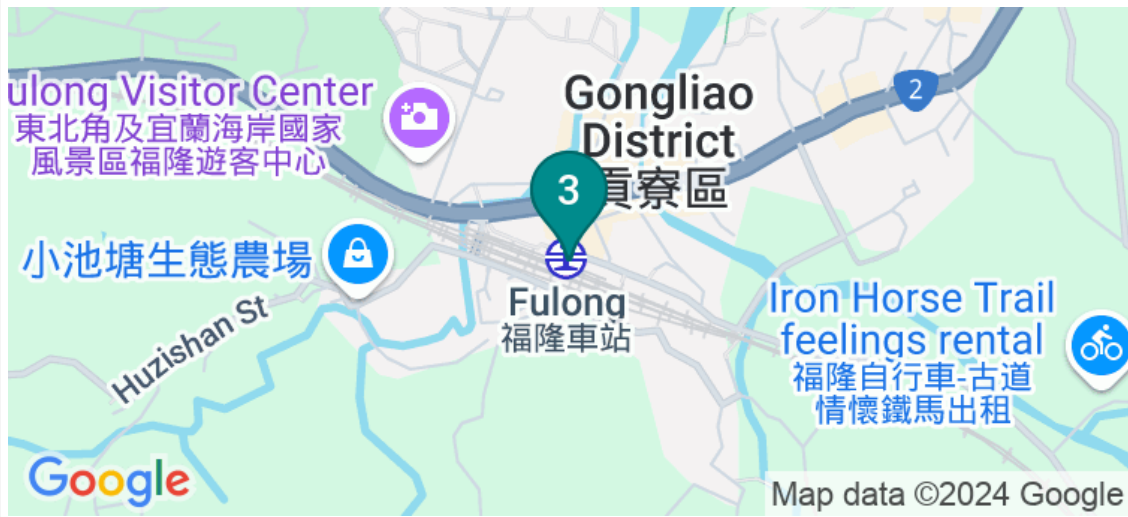 ulong Visitor Center
東北角及宜蘭海岸國家
風景區福隆遊客中心
Gongliao
District
貢寮區
2
3
小池塘生態農場
Fulong
福隆車站
Huzishan St
Iron Horse Trail
feelings rental
福隆自行車-古道
情懷鐵馬出租
Google
Map data ©2024 Google